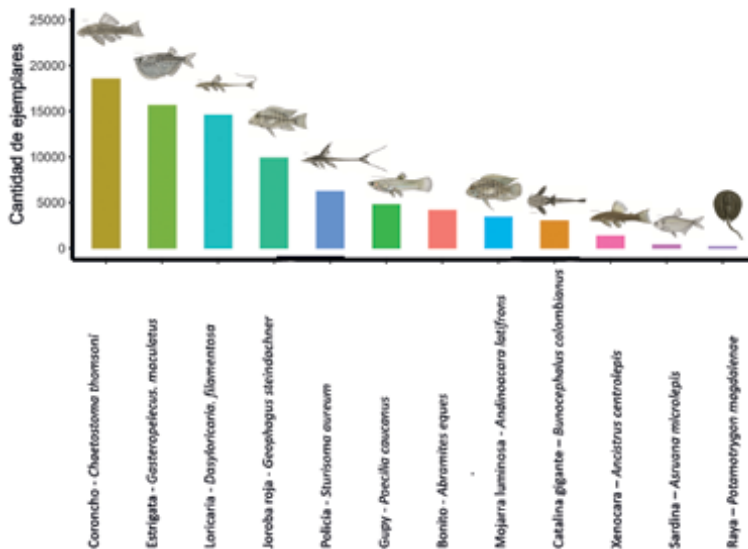 Cantidad de ejemplares
25000
20000
15000
10000
5000
0
Coroncho - Chaetostoma thomsoni
Estrigata - Gasteropelecus. maculatus
Loricaria - Dasyloricaria. filamentosa
Joroba roja - Geophagus steindachner
Policia - Sturisoma aureum
Gupy - Poecilia caucanus
Bonito - Abramites eques
Mojarra luminosa - Andinoacara latifrons
Catalina gigante – Bunocephalus colombianus
Xenocara – Ancistrus centrolepis
Sardina – Asruana microlepis
Raya – Potamotrygon magdalenae